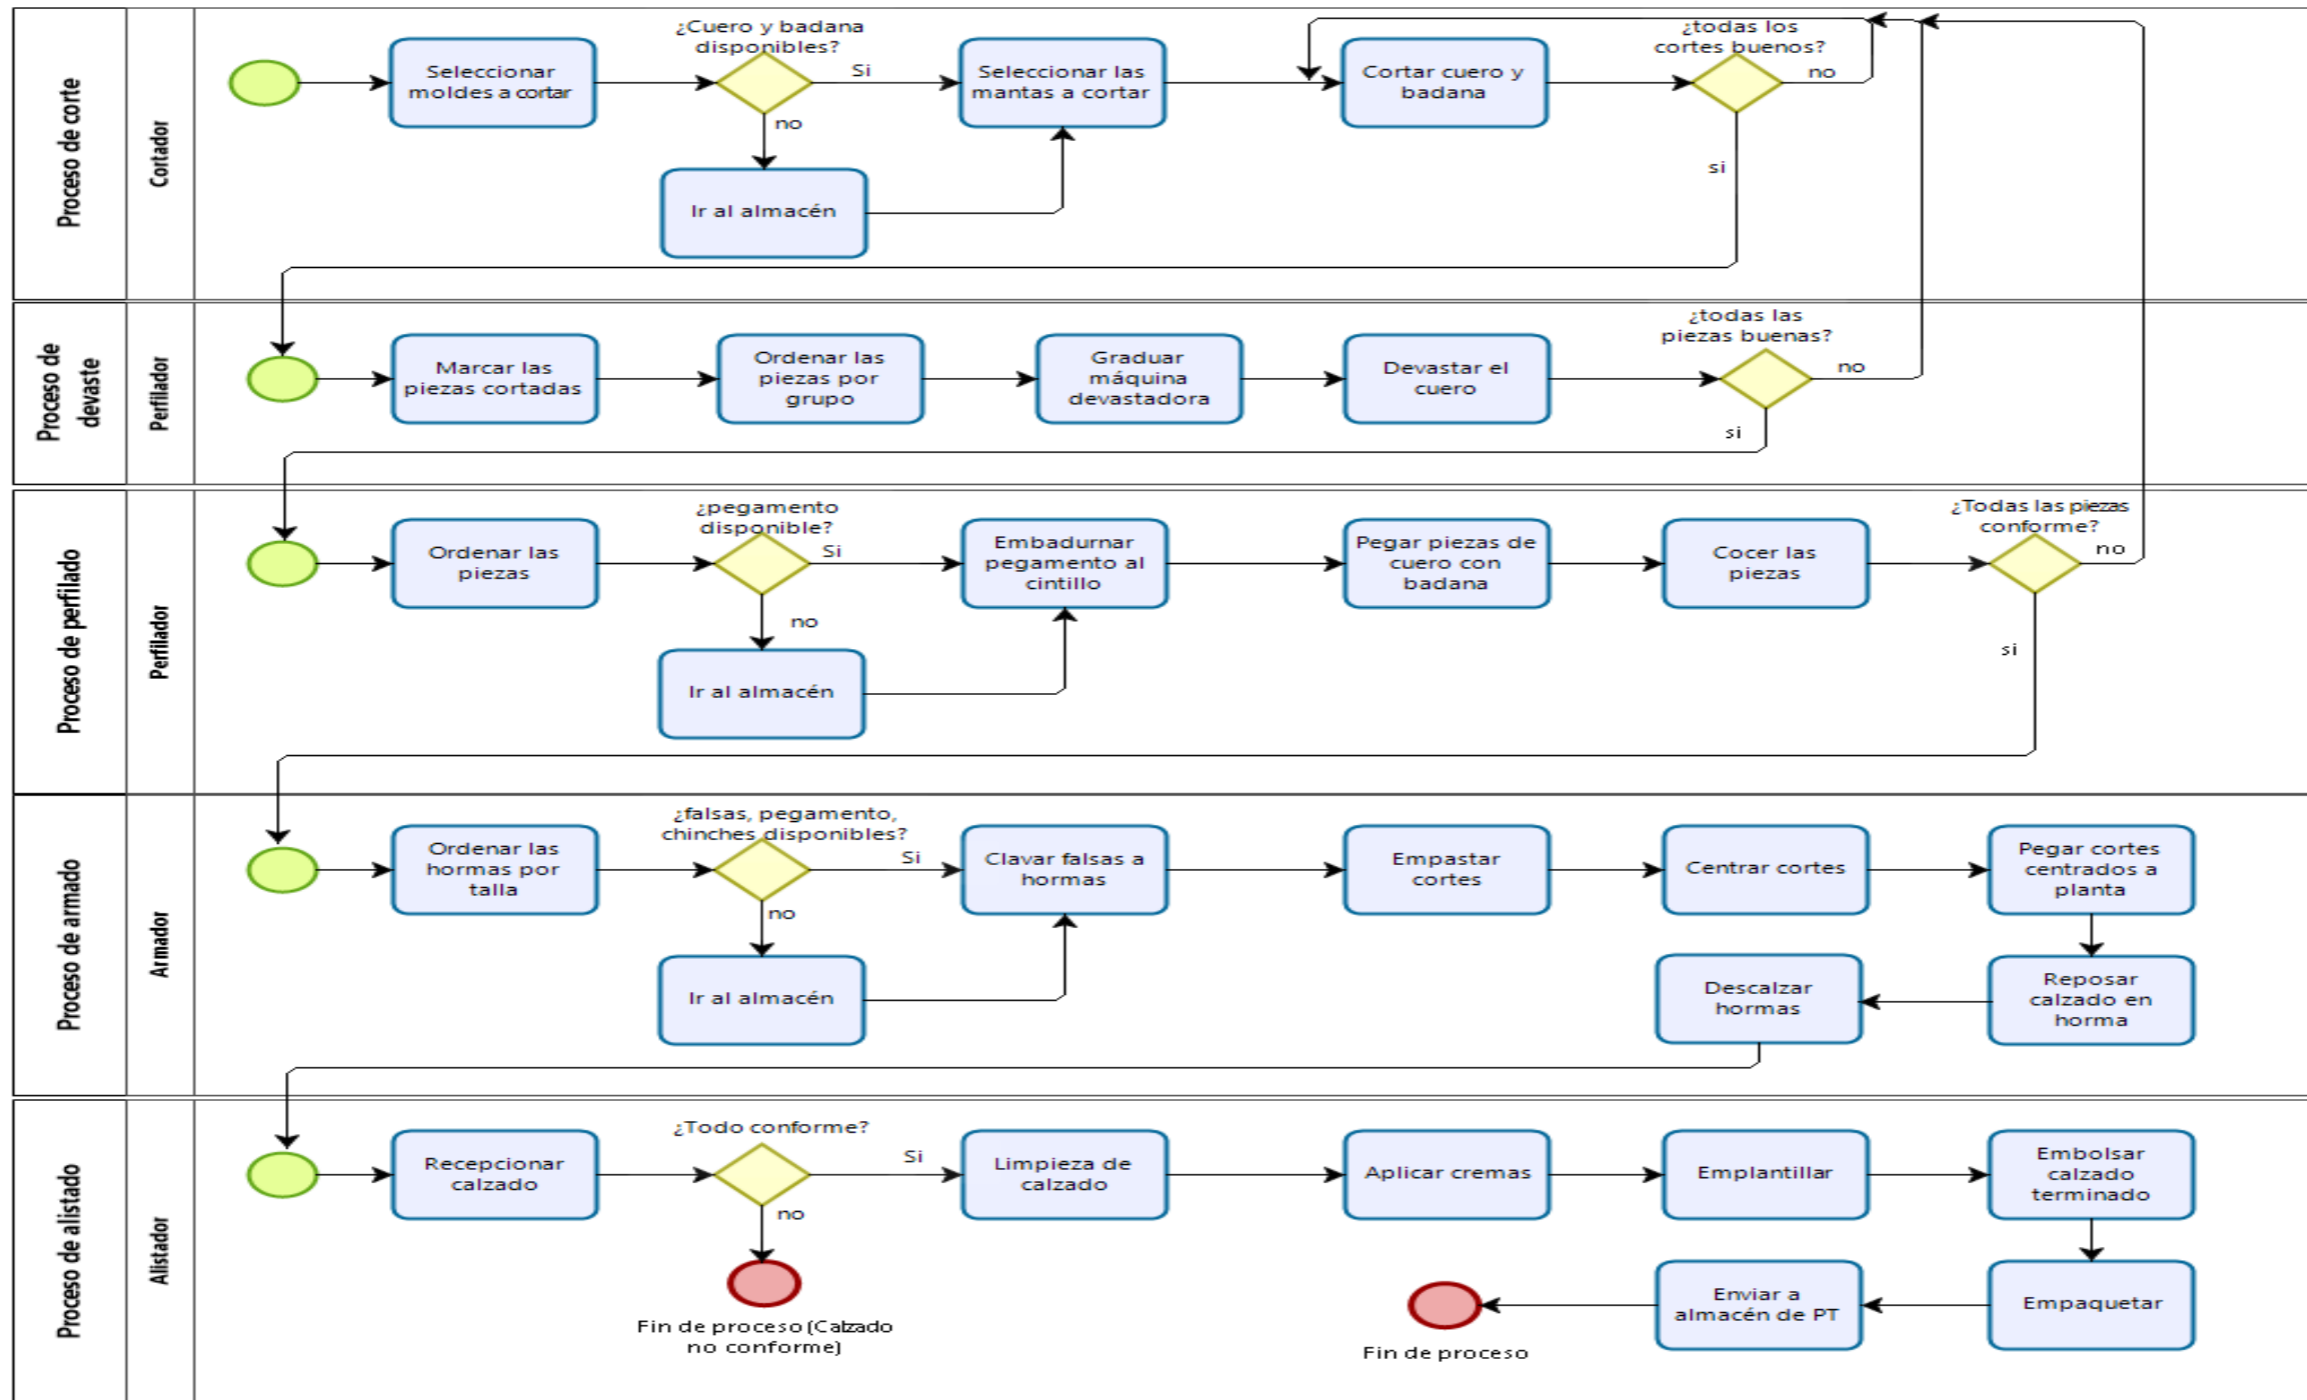 Proceso de corte
Cortador
Seleccionar
moldes a cortar
¿Cuero y badana
disponibles?
Si
no
Ir al almacén
Seleccionar las
mantas a cortar
Cortar cuero y
badana
¿todas los
cortes buenos?
no
si
Proceso de
devaste
Perfilador
Marcar las
piezas cortadas
Ordenar las
piezas por
grupo
Graduar
máquina
devastadora
Devastar el
cuero
¿todas las
piezas buenas?
no
si
Proceso de perfilado
Perfilador
Ordenar las
piezas
¿pegamento
disponible?
Si
no
Ir al almacén
Embadurnar
pegamento al
cintillo
Pegar piezas de
cuero con
badana
Cocer las
piezas
¿Todas las piezas
conforme?
no
si
Proceso de armado
Armador
Ordenar las
hormas por
talla
¿falsas, pegamento,
chinches disponibles?
Si
no
Ir al almacén
Clavar falsas a
hormas
Empastar
cortes
Centrar cortes
Pegar cortes
centrados a
planta
Reposar
calzado en
horma
Descalzar
hormas
Proceso de alistado
Alistador
Recepcionar
calzado
¿Todo conforme?
Si
no
Fin de proceso (Calzado
no conforme)
Limpieza de
calzado
Aplicar cremas
Emplantillar
Embolsar
calzado
terminado
Empaquetar
Enviar a
almacén de PT
Fin de proceso